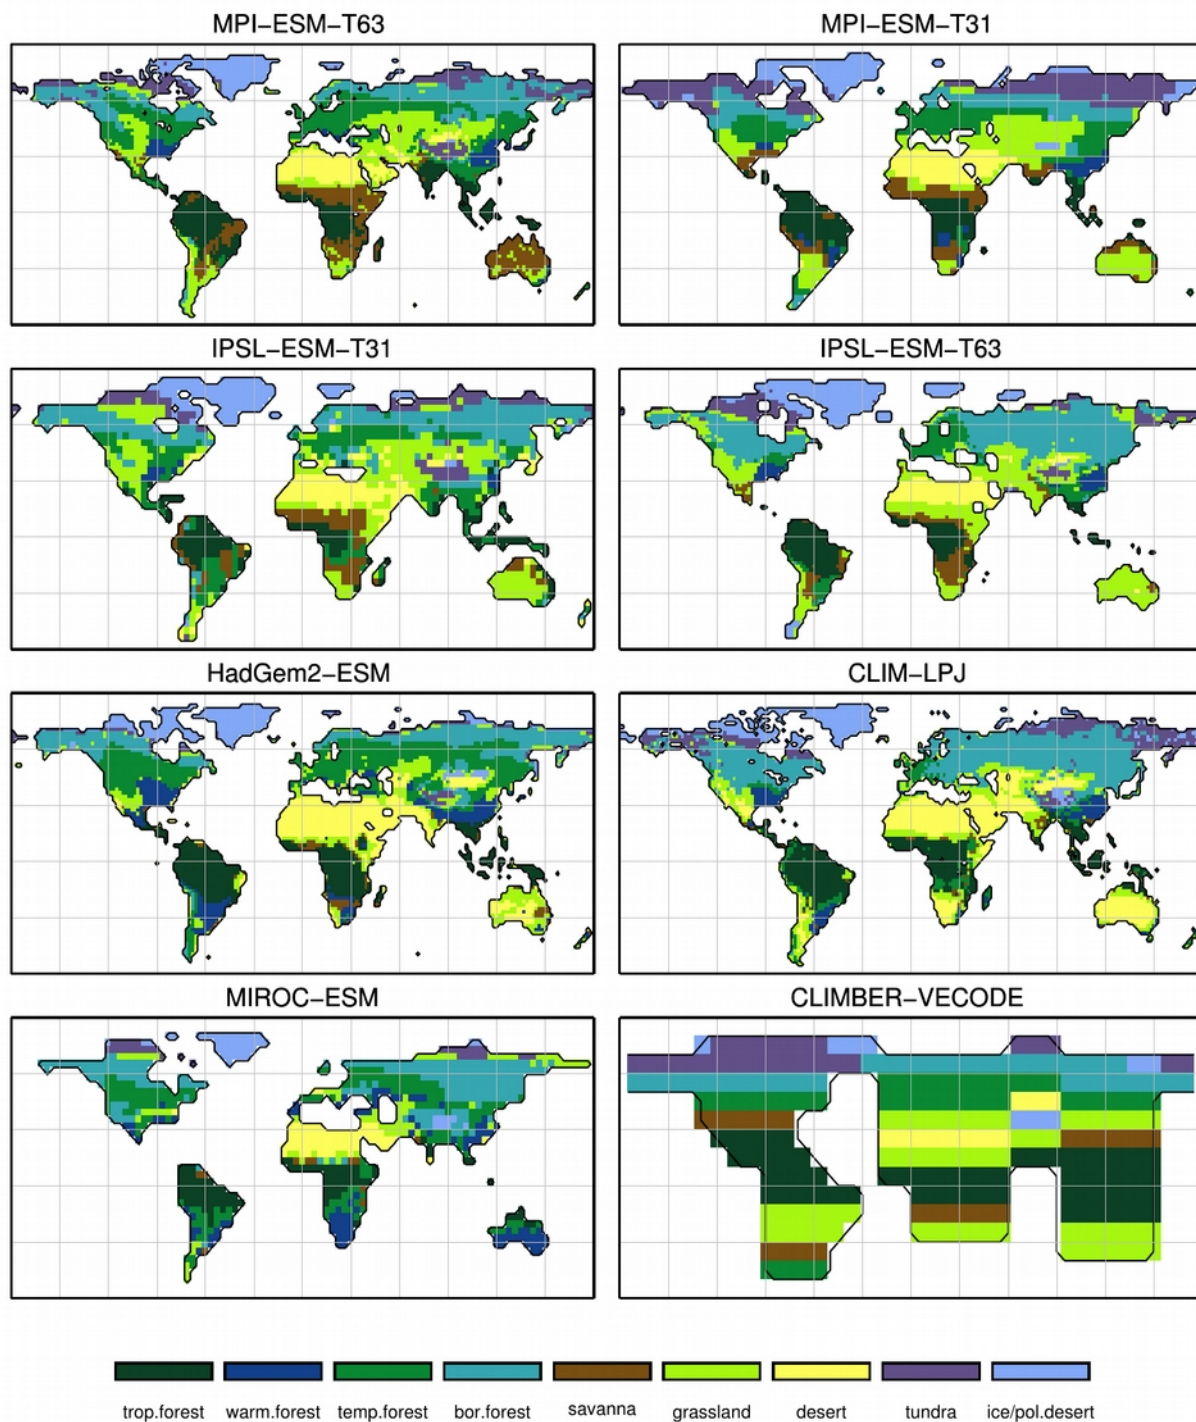 MPI−ESM−T63
MPI−ESM−T31
IPSL−ESM−T31
IPSL−ESM−T63
HadGem2−ESM
CLIM−LPJ
MIROC−ESM
CLIMBER−VECODE
trop.forest warm.forest temp.forest bor.forest savanna grassland desert tundra ice/pol.desert